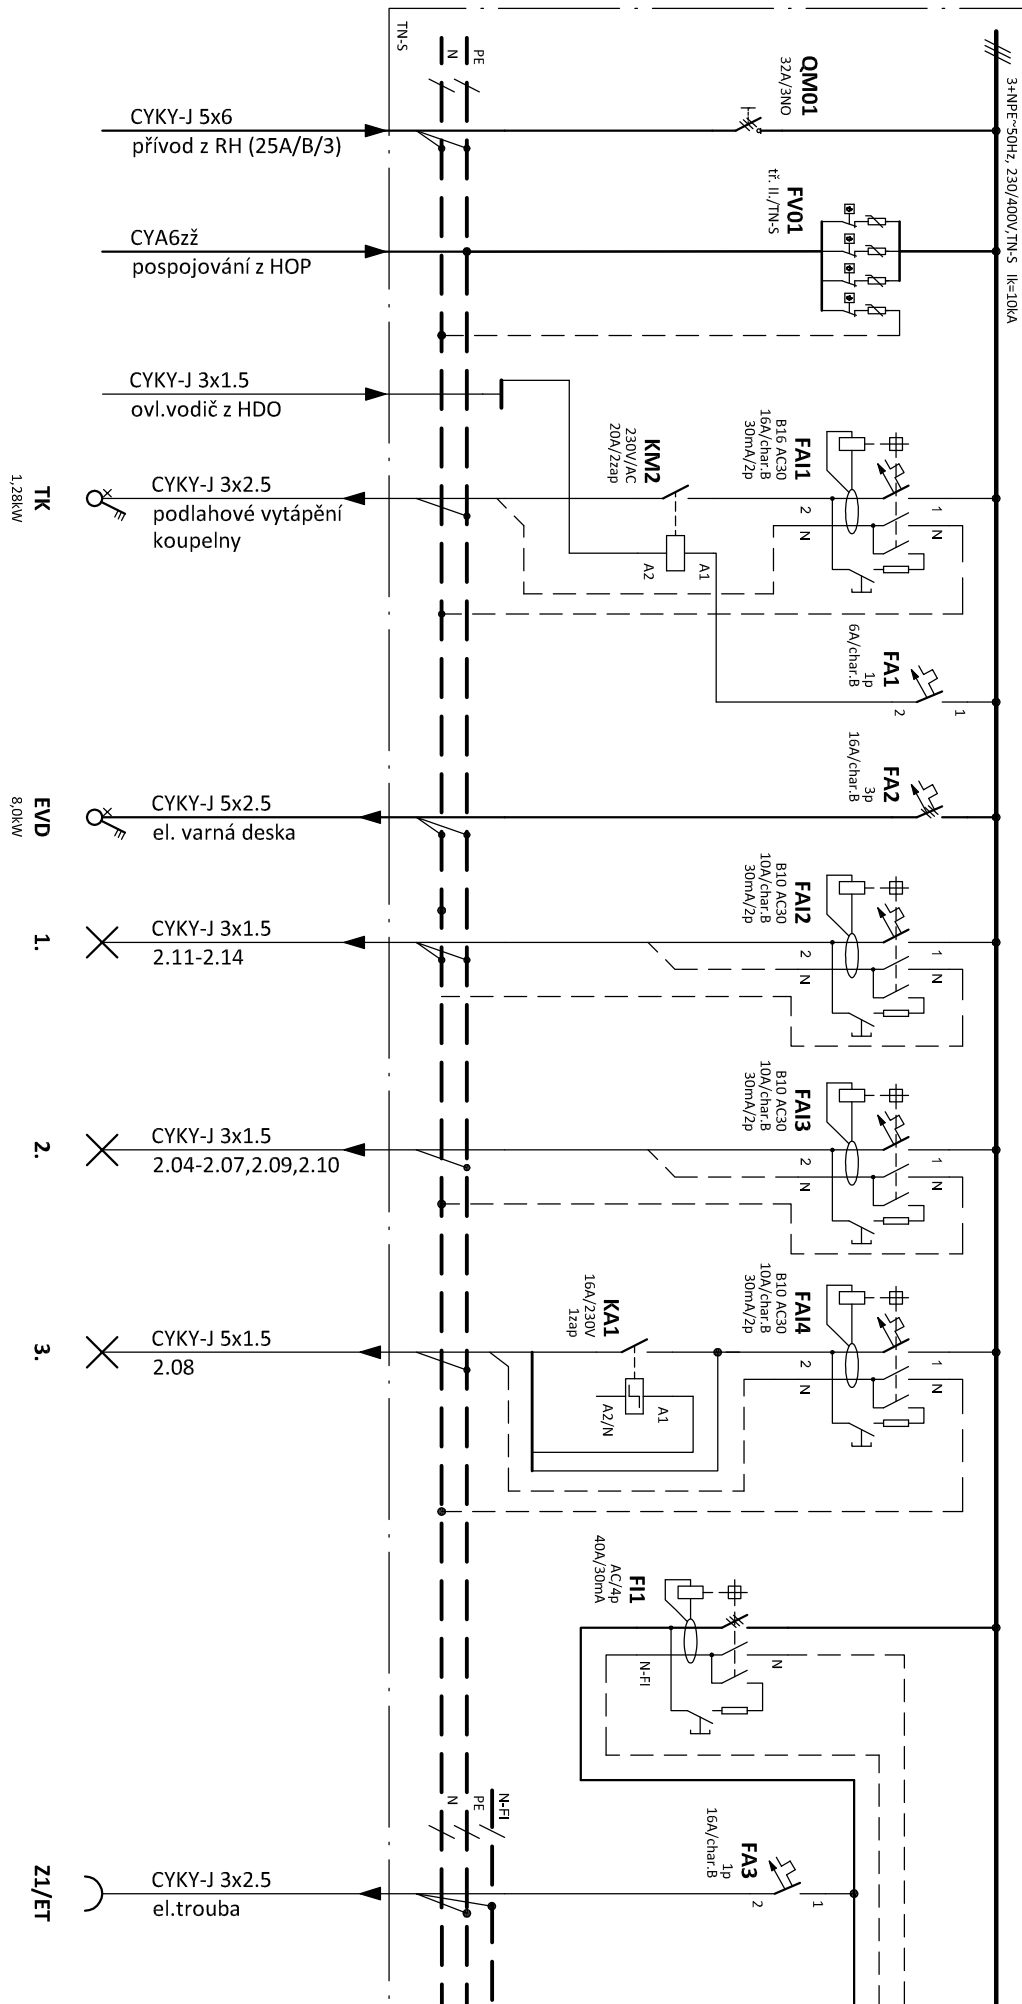 3+NPE~50Hz, 230/400V,TN-S  Ik=10kA
TN-S
N
PE
QM01
32A/3NO
CYKY-J 5x6
přívod z RH (25A/B/3)
FV01
tř. II./TN-S
CYA6zž
pospojování z HOP
CYKY-J 3x1.5
ovl.vodič z HDO
FAI1
B16 AC30
16A/char.B
30mA/2p
1
N
2
N
KM2
230V/AC
20A/2zap
A1
A2
CYKY-J 3x2.5
podlahové vytápění
koupelny
TK
1,28kW
FA1
1p
6A/char.B
1
2
FA2
3p
16A/char.B
CYKY-J 5x2.5
el. varná deska
EVD
8,0kW
FAI2
B10 AC30
10A/char.B
30mA/2p
1
N
2
N
CYKY-J 3x1.5
2.11-2.14
1.
FAI3
B10 AC30
10A/char.B
30mA/2p
1
N
2
N
CYKY-J 3x1.5
2.04-2.07,2.09,2.10
2.
FAI4
B10 AC30
10A/char.B
30mA/2p
1
N
2
N
KA1
16A/230V
1zap
A1
A2/N
CYKY-J 5x1.5
2.08
3.
FI1
AC/4p
40A/30mA
N
N-FI
N-FI
PE
N
FA3
1p
16A/char.B
1
2
CYKY-J 3x2.5
el.trouba
Z1/ET